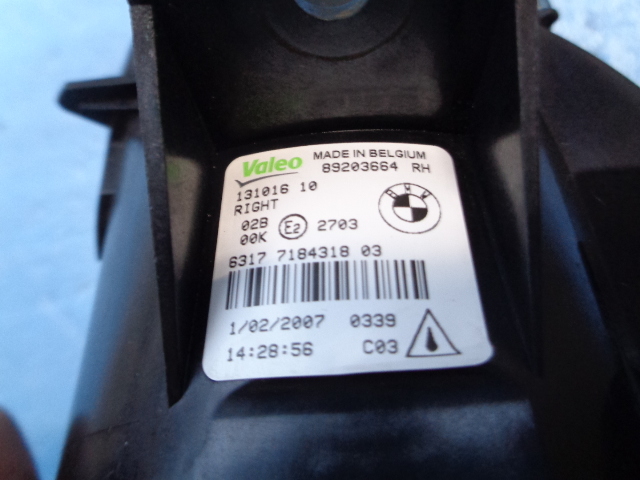 Valeo MADE IN BELGIUM
89203664 RH
131016 10
RIGHT
02B E2 2703
00K
6317 7184318 03
1/02/2007 0339
14:28:56 C03